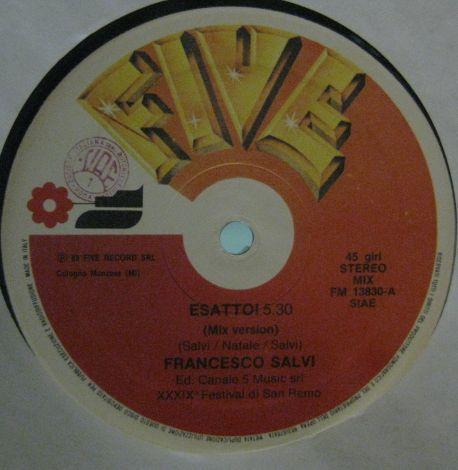 FIVE
℗ 89 FIVE RECORD SRL
Cologno Monzese (MI)
45 giri
STEREO
MIX
FM 13830-A
SIAE
ESATTO! 5.30
(Mix version)
(Salvi / Natale / Salvi)
FRANCESCO SALVI
Ed. Canale 5 Music srl
XXXIX° Festival di San Remo
MADE IN ITALY